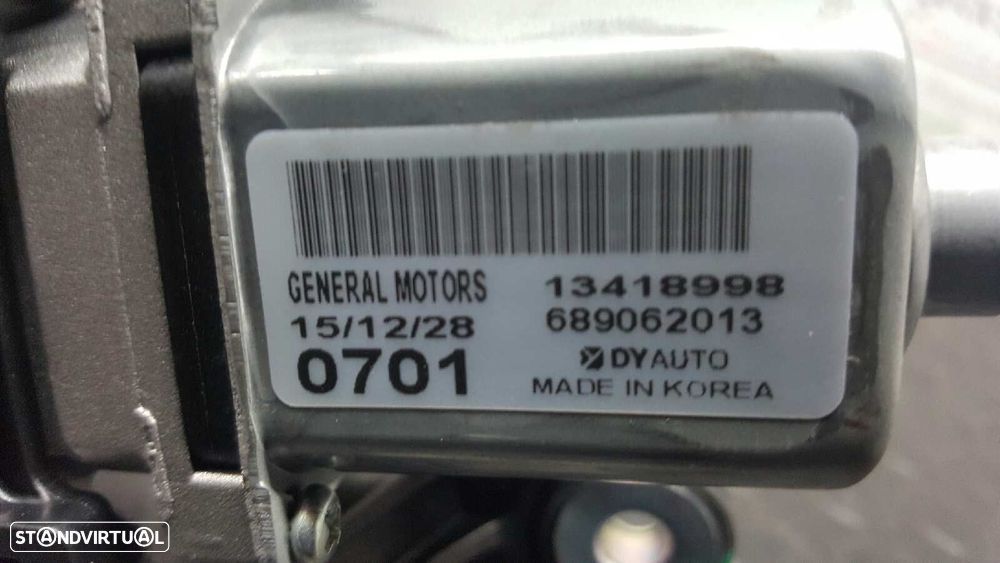 GENERAL MOTORS 13418998
15/12/28 689062013
0701 DYAUTO
MADE IN KOREA
STANDVIRTUAL